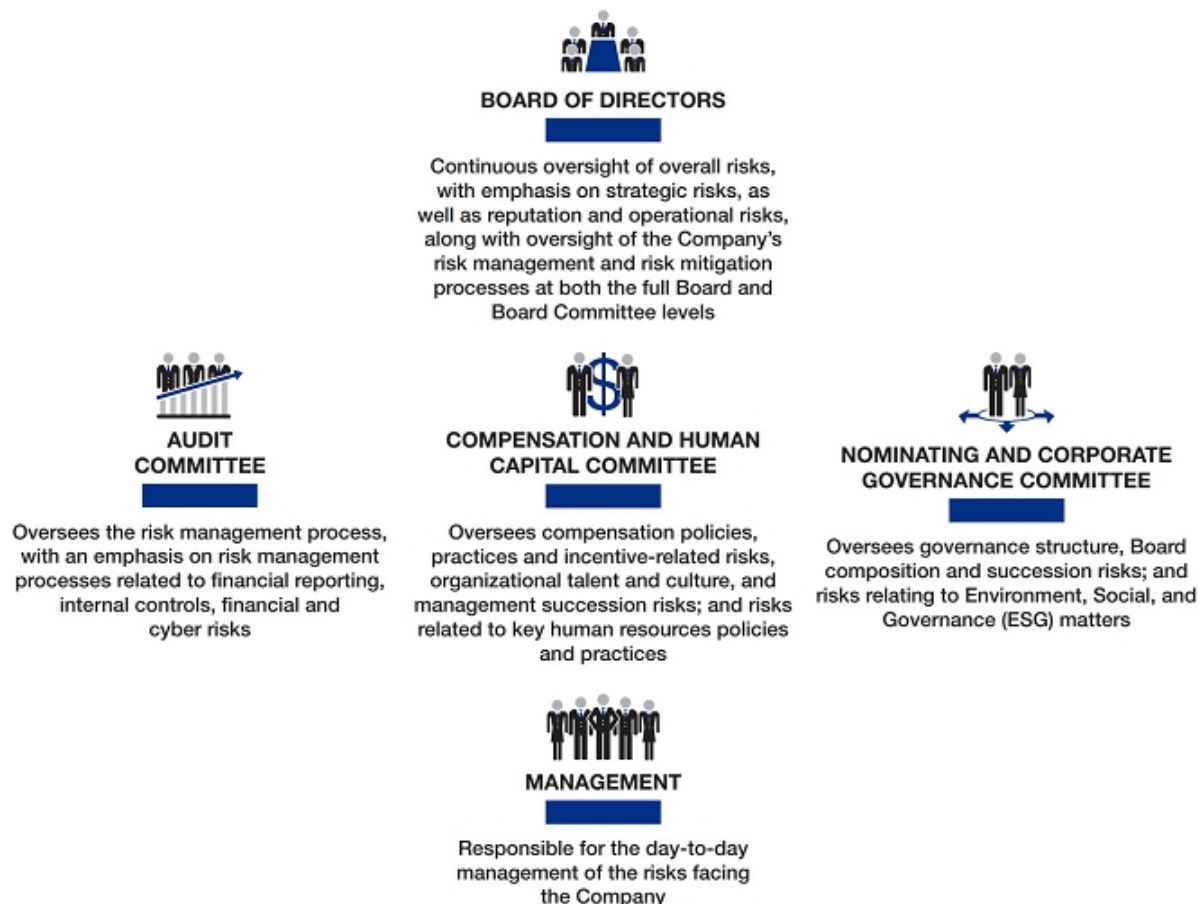 BOARD OF DIRECTORS
Continuous oversight of overall risks,
with emphasis on strategic risks, as
well as reputation and operational risks,
along with oversight of the Company's
risk management and risk mitigation
processes at both the full Board and
Board Committee levels
AUDIT
COMMITTEE
Oversees the risk management process,
with an emphasis on risk management
processes related to financial reporting,
internal controls, financial and
cyber risks
$
COMPENSATION AND HUMAN
CAPITAL COMMITTEE
Oversees compensation policies,
practices and incentive-related risks,
organizational talent and culture, and
management succession risks; and risks
related to key human resources policies
and practices
NOMINATING AND CORPORATE
GOVERNANCE COMMITTEE
Oversees governance structure, Board
composition and succession risks; and
risks relating to Environment, Social, and
Governance (ESG) matters
MANAGEMENT
Responsible for the day-to-day
management of the risks facing
the Company